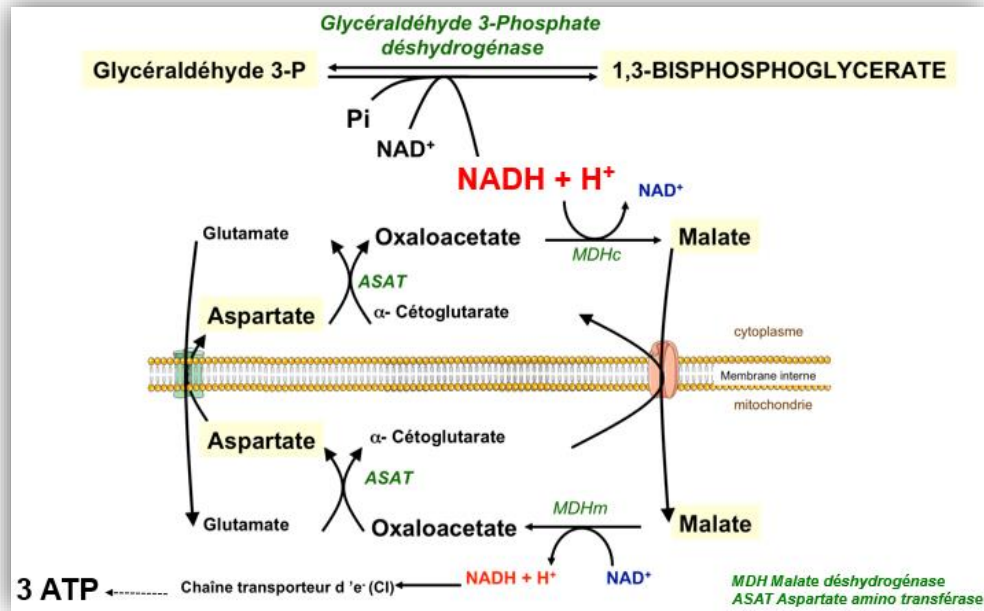 Glycéraldéhyde 3-Phosphate
déshydrogénase
Glycéraldéhyde 3-P
1,3-BISPHOSPHOGLYCERATE
Pi
NAD⁺
NADH + H⁺
NAD⁺
Glutamate
Oxaloacetate
MDHc
Malate
ASAT
Aspartate
α- Cétoglutarate
cytoplasme
Membrane interne
mitochondrie
Aspartate
α- Cétoglutarate
ASAT
MDHm
Glutamate
Oxaloacetate
Malate
3 ATP
Chaîne transporteur d 'e- (CI)
NADH + H⁺
NAD⁺
MDH Malate déshydrogénase
ASAT Aspartate amino transférase